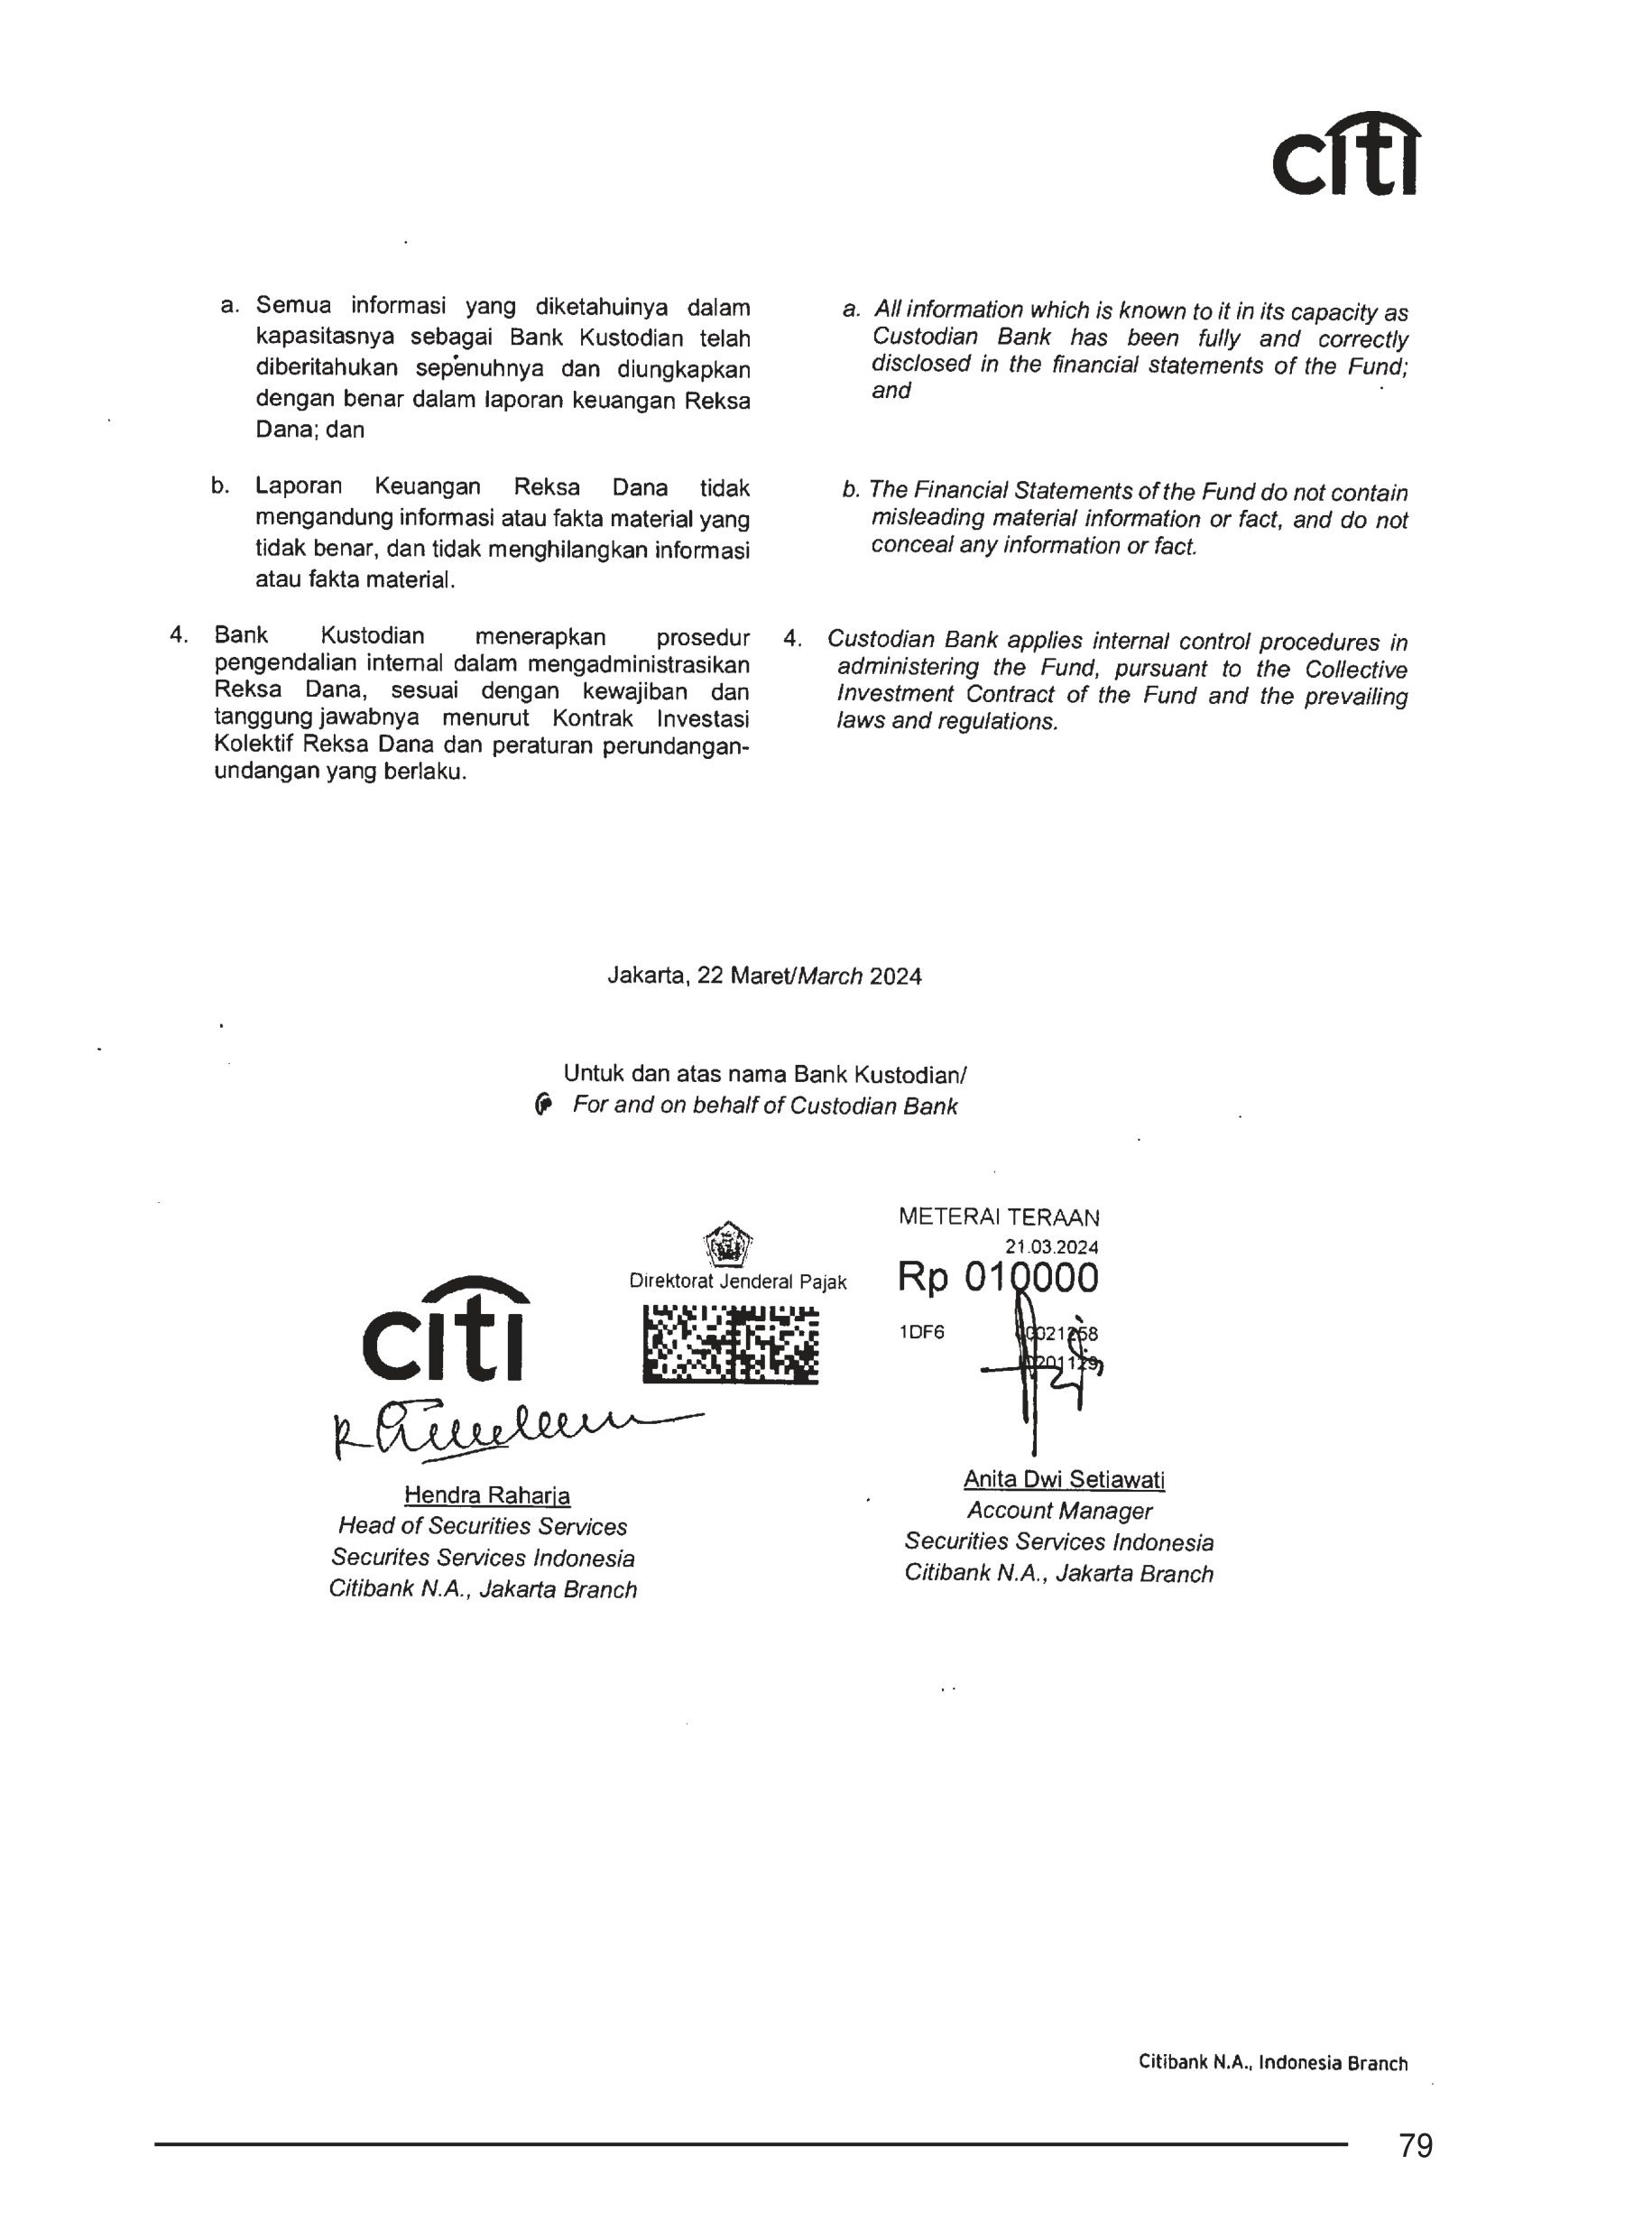 citi
a. Semua informasi yang diketahuinya dalam
kapasitasnya sebagai Bank Kustodian telah
diberitahukan sepenuhnya dan diungkapkan
dengan benar dalam laporan keuangan Reksa
Dana; dan
b. Laporan Keuangan Reksa Dana tidak
mengandung informasi atau fakta material yang
tidak benar, dan tidak menghilangkan informasi
atau fakta material.
4. Bank Kustodian menerapkan prosedur
pengendalian internal dalam mengadministrasikan
Reksa Dana, sesuai dengan kewajiban dan
tanggung jawabnya menurut Kontrak Investasi
Kolektif Reksa Dana dan peraturan perundangan-
undangan yang berlaku.
a. All information which is known to it in its capacity as
Custodian Bank has been fully and correctly
disclosed in the financial statements of the Fund;
and
b. The Financial Statements of the Fund do not contain
misleading material information or fact, and do not
conceal any information or fact.
4. Custodian Bank applies internal control procedures in
administering the Fund, pursuant to the Collective
Investment Contract of the Fund and the prevailing
laws and regulations.
Jakarta, 22 Maret/March 2024
Untuk dan atas nama Bank Kustodian/
For and on behalf of Custodian Bank
citi
Direktorat Jenderal Pajak
METERAI TERAAN
21.03.2024
Rp 010000
1DF6
Hendra Raharja
Head of Securities Services
Securites Services Indonesia
Citibank N.A., Jakarta Branch
Anita Dwi Setiawati
Account Manager
Securities Services Indonesia
Citibank N.A., Jakarta Branch
Citibank N.A., Indonesia Branch
79